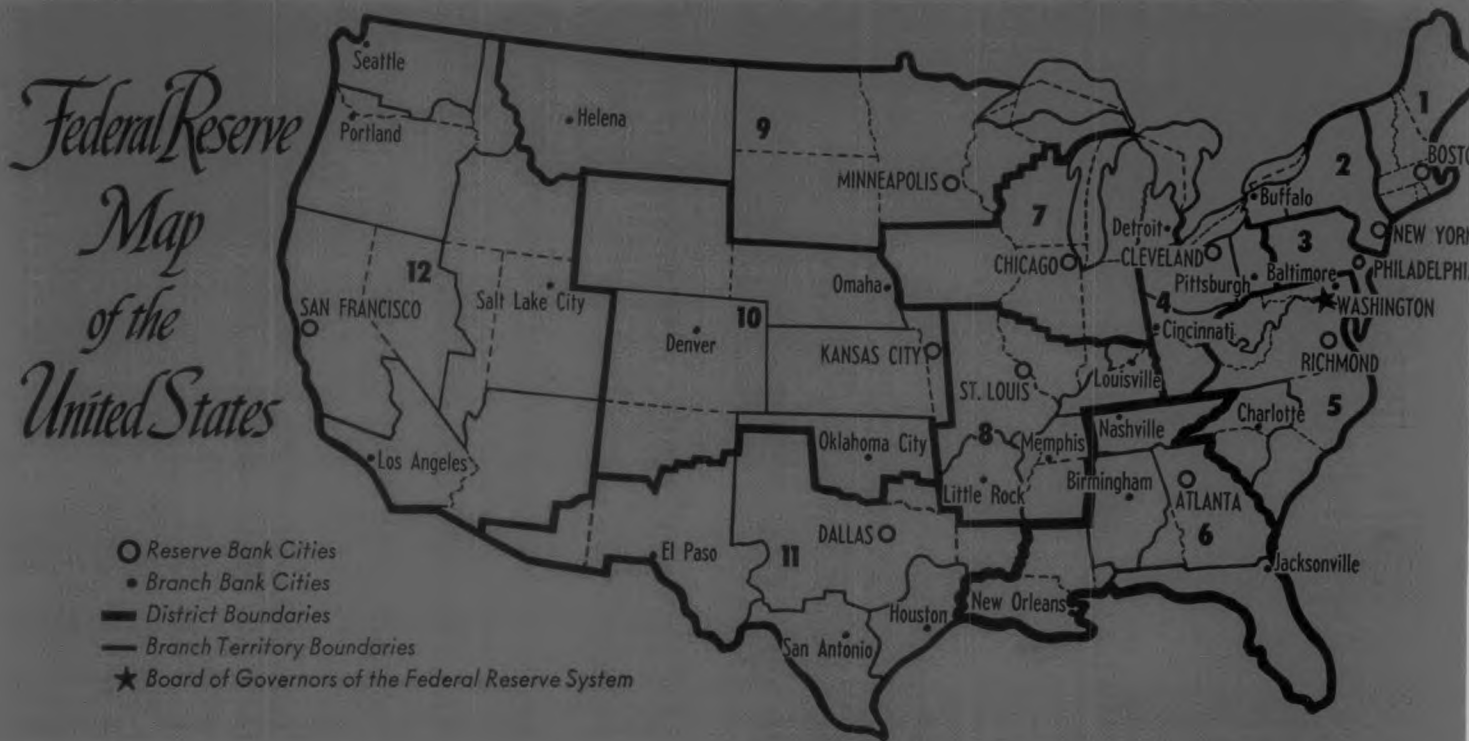 Federal Reserve
Map
of the
United States
Seattle
Portland
Helena
9
MINNEAPOLIS
1
BOSTO
2
Buffalo
NEW YORK
7
Detroit
CLEVELAND
CHICAGO
3
Pittsburgh
Baltimore
PHILADELPHIA
WASHINGTON
12
SAN FRANCISCO
Salt Lake City
Omaha
10
Denver
KANSAS CITY
4
Cincinnati
RICHMOND
ST. LOUIS
Louisville
5
Charlotte
Nashville
Los Angeles
Oklahoma City
8
Memphis
Little Rock
Birmingham
ATLANTA
6
DALLAS
El Paso
11
Jacksonville
Houston
New Orleans
San Antonio
Reserve Bank Cities
Branch Bank Cities
District Boundaries
Branch Territory Boundaries
Board of Governors of the Federal Reserve System